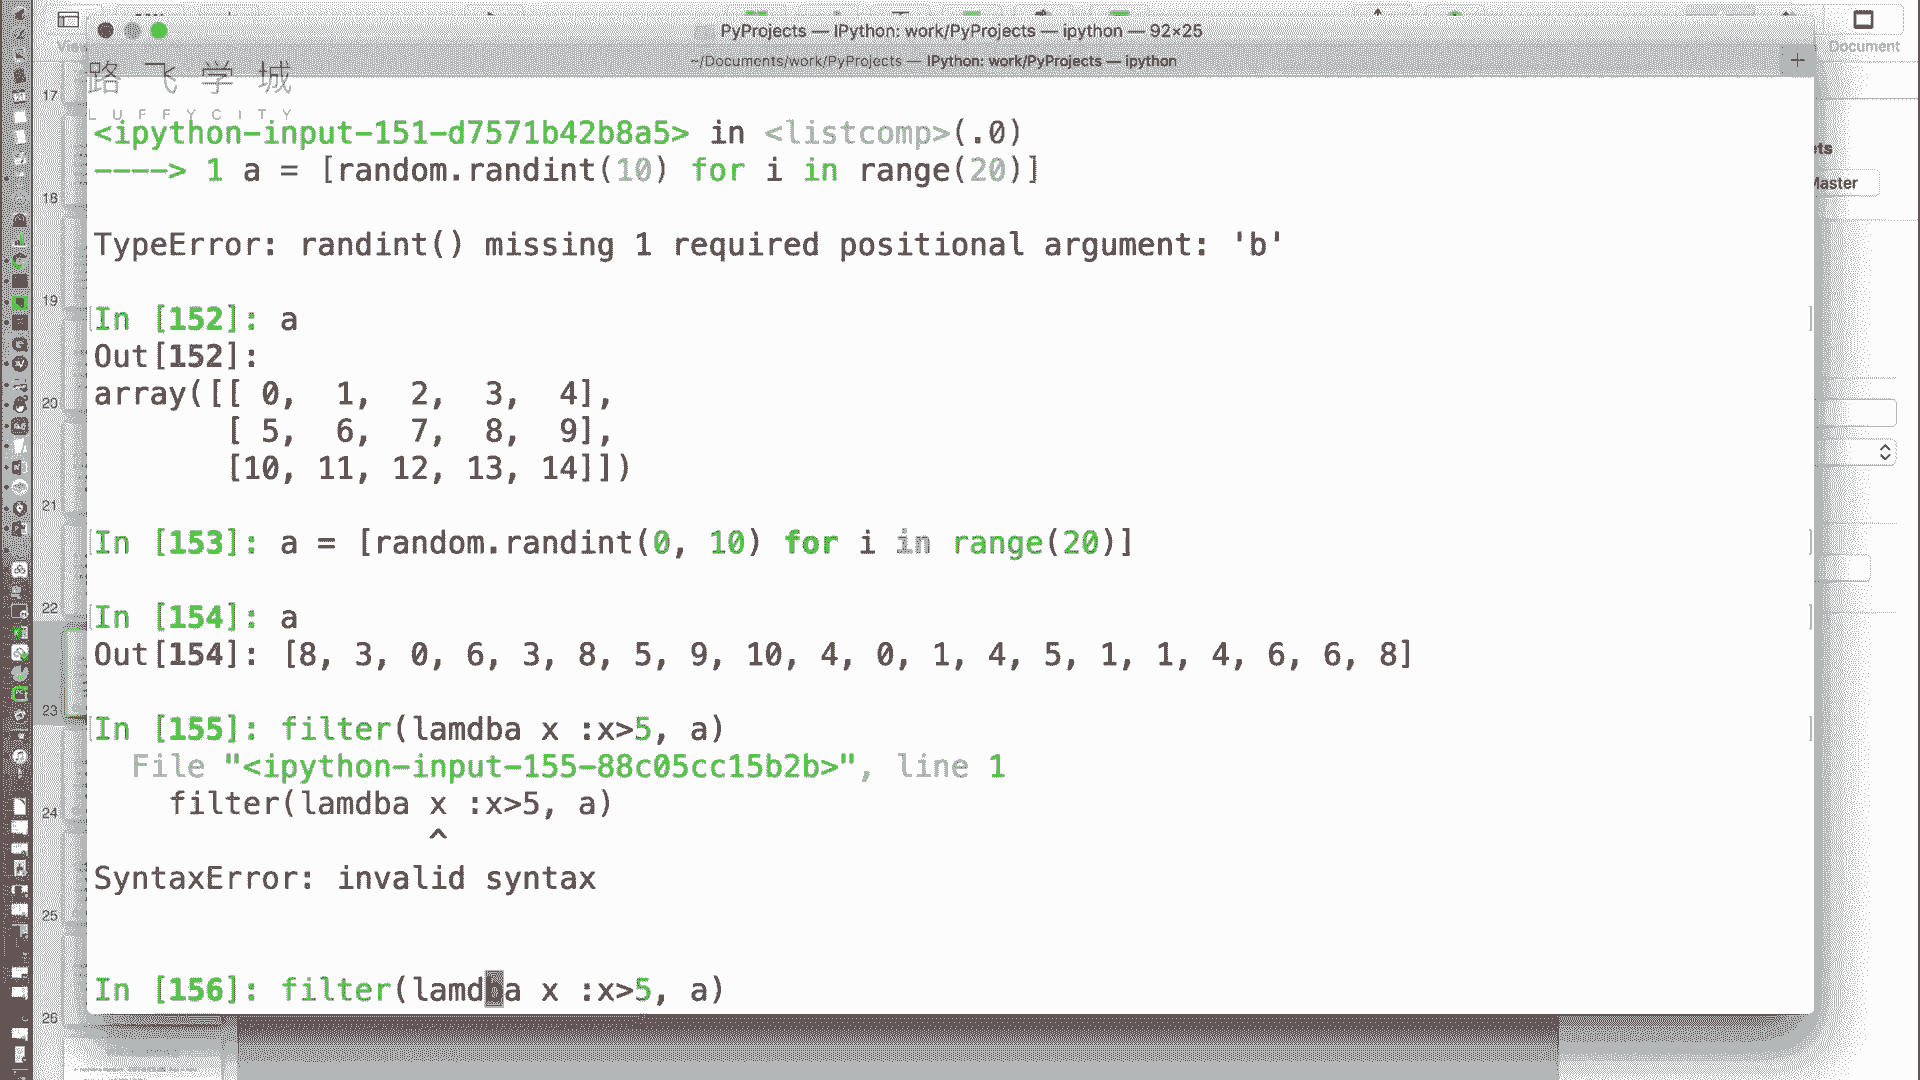 PyProjects — IPython: work/PyProjects — ipython — 92×25
~/Documents/work/PyProjects — IPython: work/PyProjects — ipython
+
View
Document
路飞学城
LUFFYCITY
<ipython-input-151-d7571b42b8a5> in <listcomp>(.0)
----> 1 a = [random.randint(10) for i in range(20)]
TypeError: randint() missing 1 required positional argument: 'b'
In [152]: a
Out[152]:
array([[ 0,  1,  2,  3,  4],
[ 5,  6,  7,  8,  9],
[10, 11, 12, 13, 14]])
In [153]: a = [random.randint(0, 10) for i in range(20)]
In [154]: a
Out[154]: [8, 3, 0, 6, 3, 8, 5, 9, 10, 4, 0, 1, 4, 5, 1, 1, 4, 6, 6, 8]
In [155]: filter(lamdba x :x>5, a)
File "<ipython-input-155-88c05cc15b2b>", line 1
filter(lamdba x :x>5, a)
^
SyntaxError: invalid syntax
In [156]: filter(lamdba x :x>5, a)
17
18
19
20
21
22
23
24
25
26
ets
Master